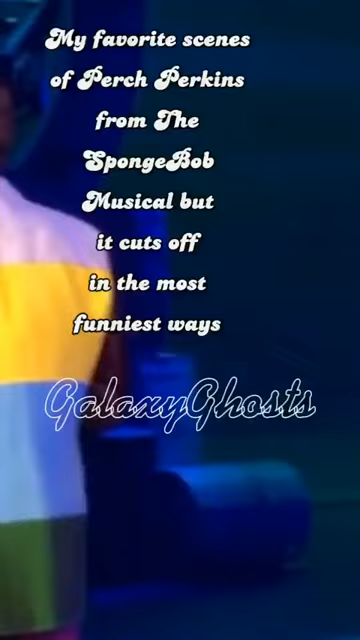 My favorite scenes
of Perch Perkins
from The
SpongeBob
Musical but
it cuts off
in the most
funniest ways
GalaxyGhosts